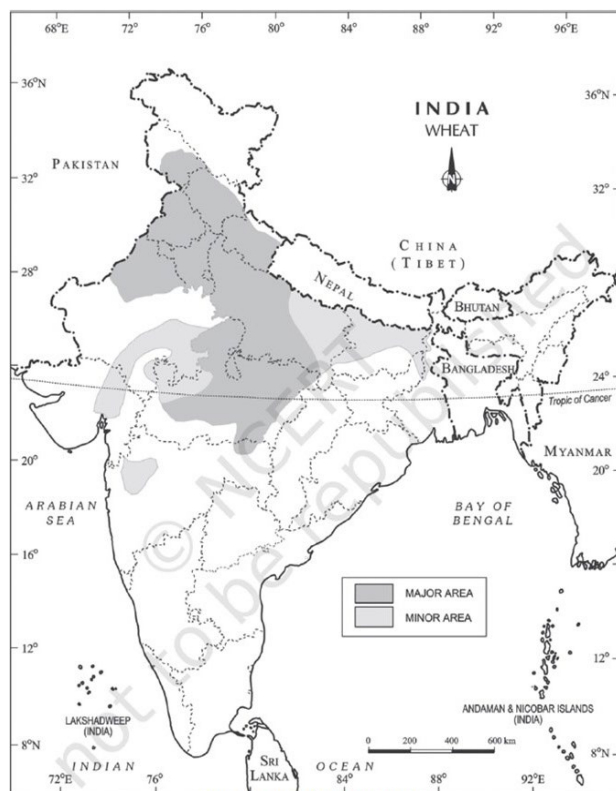 68°E 72° 76° 80° 84° 88° 92° 96°E
36°N 36°N
INDIA
WHEAT
N
PAKISTAN
32° 32°
CHINA
(TIBET)
28° 28°
NEPAL
BHUTAN
BANGLADESH
24°
Tropic of Cancer
MYANMAR
20° 20°
ARABIAN
SEA
BAY OF
BENGAL
© NCERT
not to be republished
16° 16°
MAJOR AREA
MINOR AREA
12° 12°
LAKSHADWEEP
(INDIA)
ANDAMAN & NICOBAR ISLANDS
(INDIA)
0 200 400 600 km
8°N 8°N
SRI
LANKA
INDIAN OCEAN
72°E 76° 84° 88° 92°E